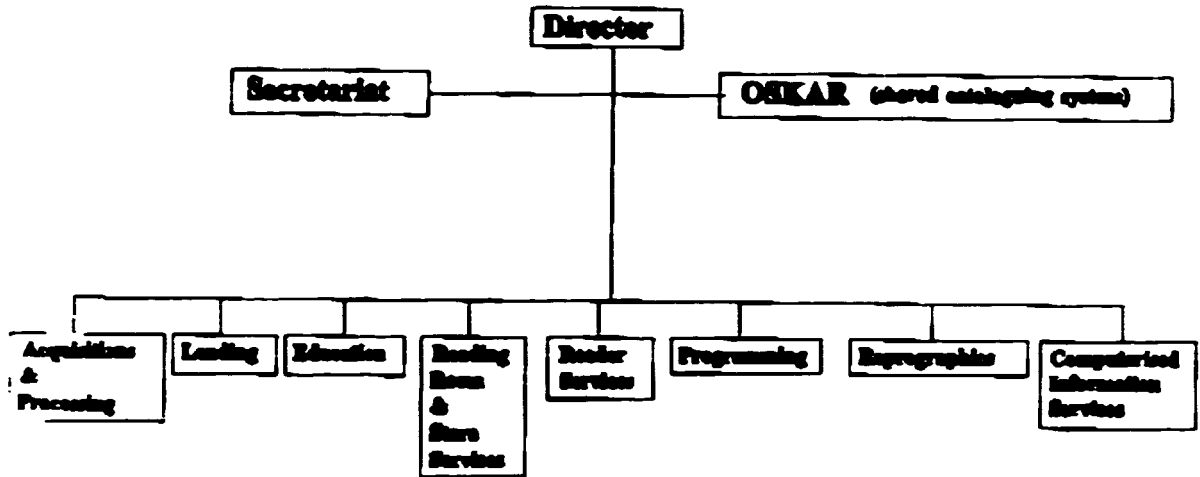 Director
Secretariat
OSKAR (shared cataloguing system)
Acquisitions
&
Processing
Lending
Education
Reading
Room
&
Store
Services
Reader
Services
Programming
Reprographics
Computerised
Information
Services